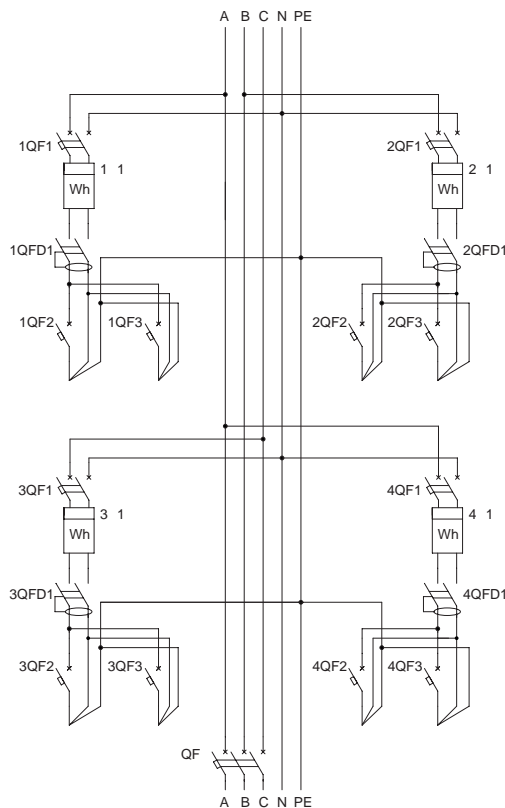 A B C N PE
1QF1 2QF1
1 1 2 1
Wh Wh
1QFD1 2QFD1
1QF2 1QF3 2QF2 2QF3
3QF1 4QF1
3 1 4 1
Wh Wh
3QFD1 4QFD1
3QF2 3QF3 4QF2 4QF3
QF
A B C N PE